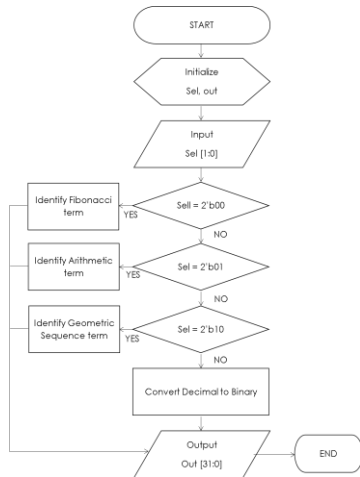 START
Initialize
Sel, out
Input
Sel [1:0]
Sell = 2'b00
YES
Identify Fibonacci
term
NO
Sel = 2'b01
YES
Identify Arithmetic
term
NO
Sel = 2'b10
YES
Identify Geometric
Sequence term
NO
Convert Decimal to Binary
Output
Out [31:0]
END